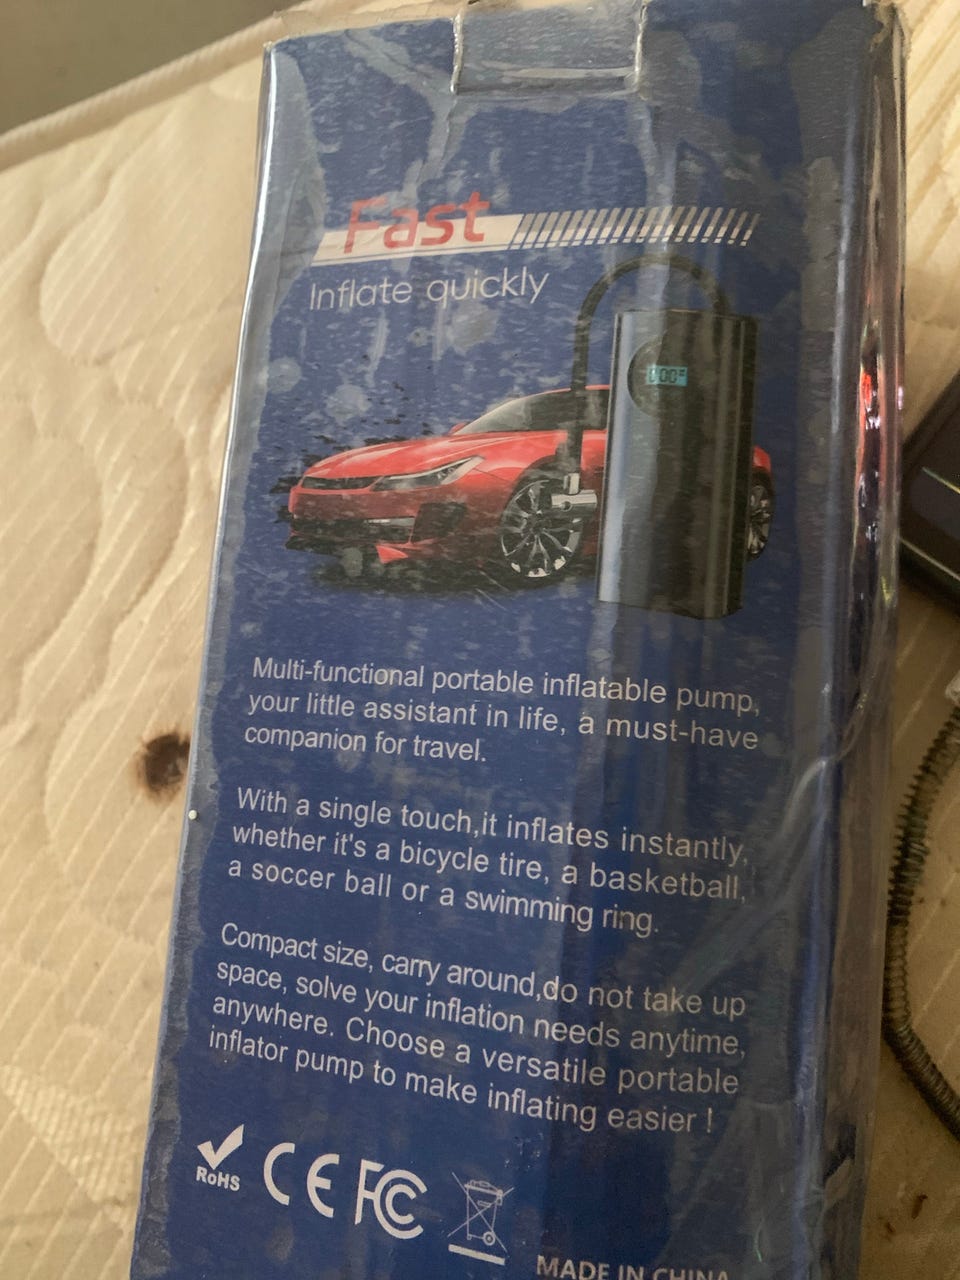 Fast
Inflate quickly
Multi-functional portable inflatable pump,
your little assistant in life, a must-have
companion for travel.
With a single touch,it inflates instantly,
whether it's a bicycle tire, a basketball,
a soccer ball or a swimming ring.
Compact size, carry around,do not take up
space, solve your inflation needs anytime,
anywhere. Choose a versatile portable
inflator pump to make inflating easier !
RoHS CE FC
MADE IN CHINA